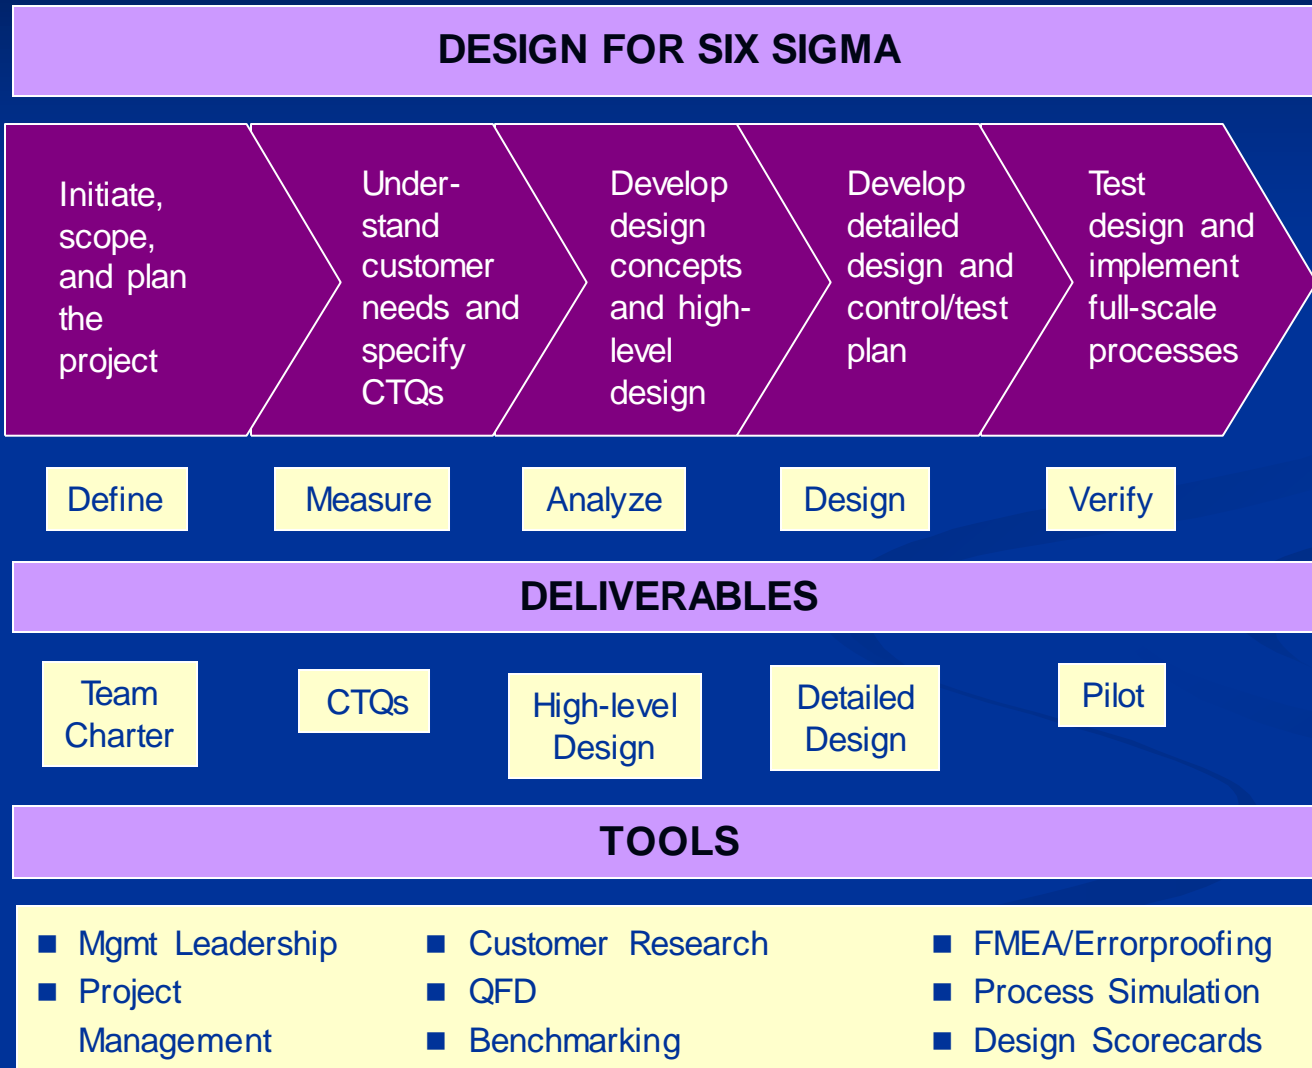 DESIGN FOR SIX SIGMA
Initiate,
scope,
and plan
the
project
Under-
stand
customer
needs and
specify
CTQs
Develop
design
concepts
and high-
level
design
Develop
detailed
design and
control/test
plan
Test
design and
implement
full-scale
processes
Define
Measure
Analyze
Design
Verify
DELIVERABLES
Team
Charter
CTQs
High-level
Design
Detailed
Design
Pilot
TOOLS
■ Mgmt Leadership
■ Project
Management
■ Customer Research
■ QFD
■ Benchmarking
■ FMEA/Errorproofing
■ Process Simulation
■ Design Scorecards